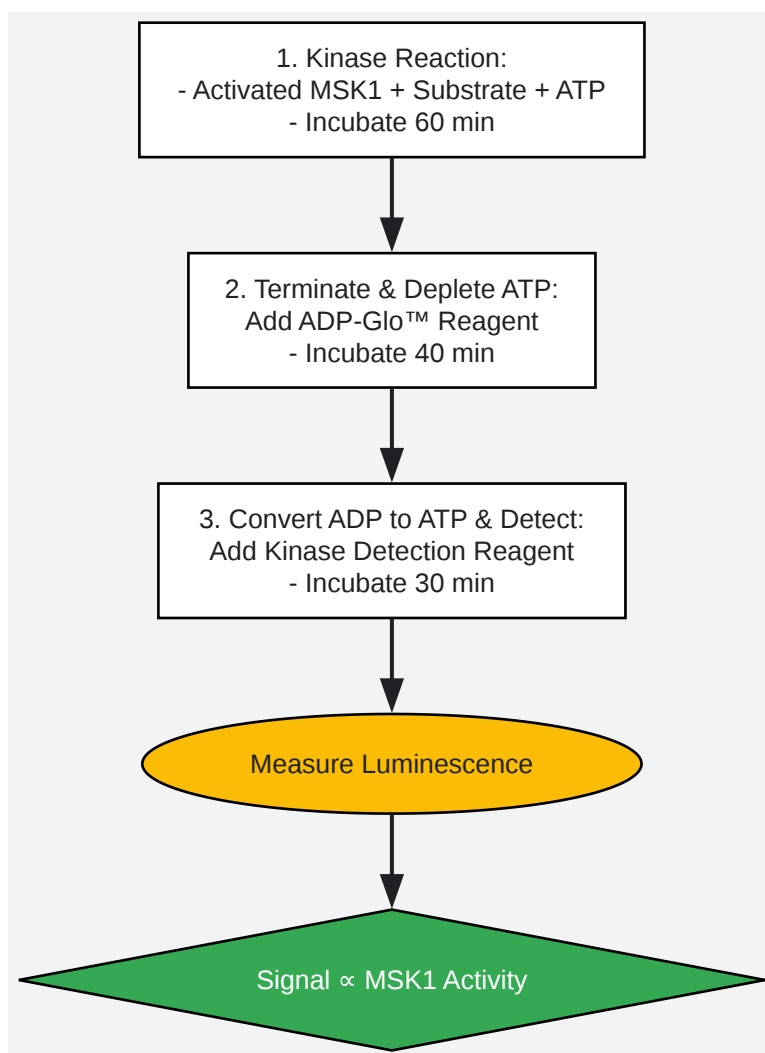 1. Kinase Reaction:
- Activated MSK1 + Substrate + ATP
- Incubate 60 min
2. Terminate & Deplete ATP:
Add ADP-Glo™ Reagent
- Incubate 40 min
3. Convert ADP to ATP & Detect:
Add Kinase Detection Reagent
- Incubate 30 min
Measure Luminescence
Signal ∝ MSK1 Activity